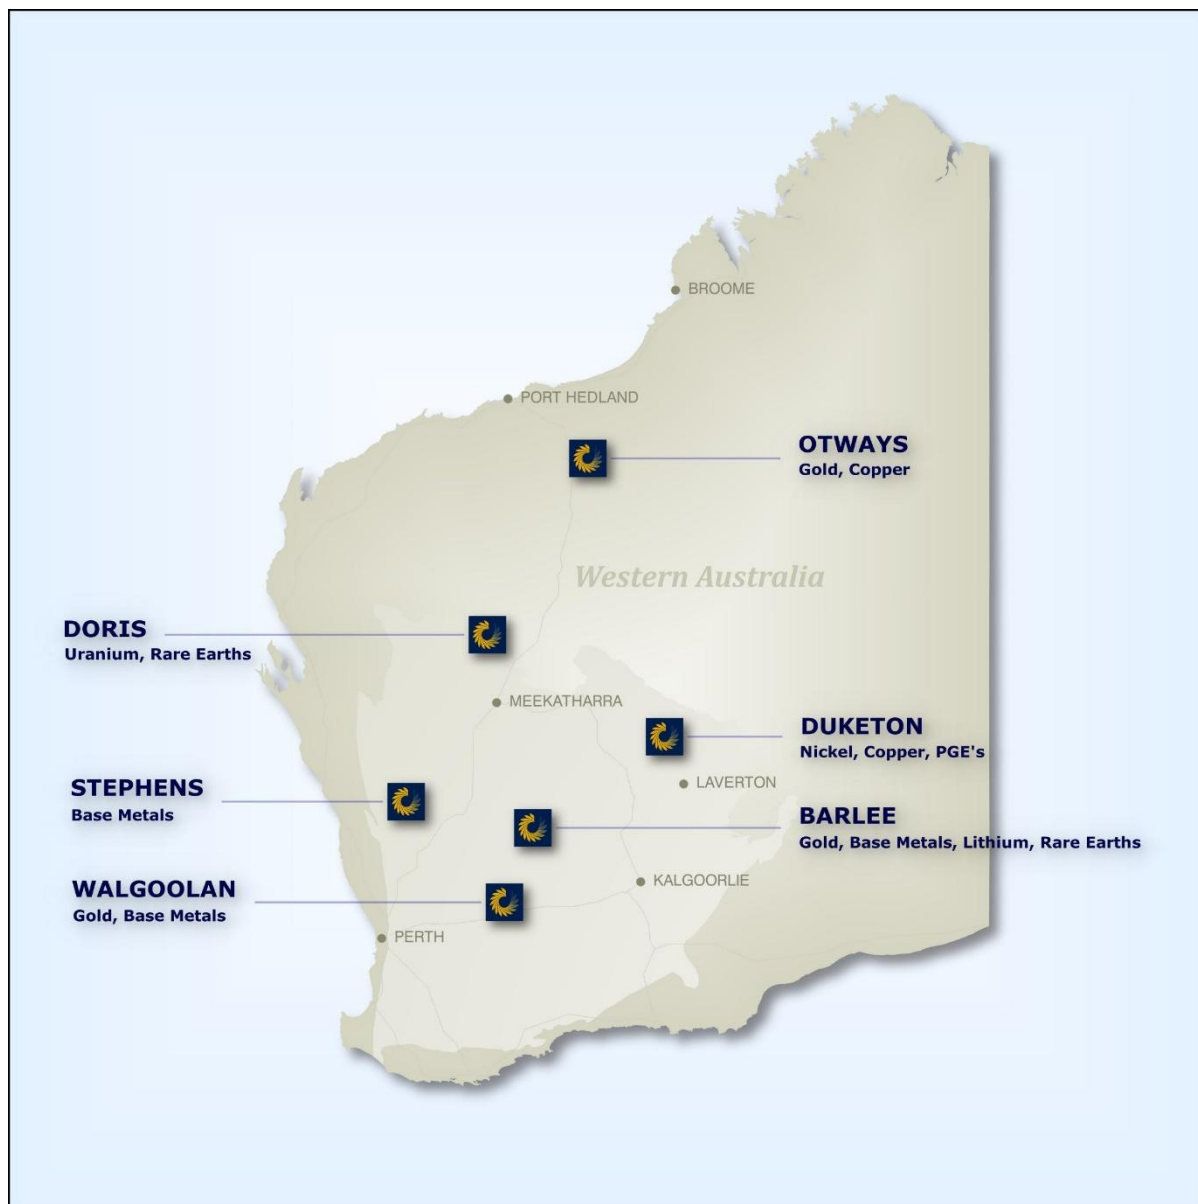 BROOME
PORT HEDLAND
OTWAYS
Gold, Copper
Western Australia
DORIS
Uranium, Rare Earths
MEEKATHARRA
DUKETON
Nickel, Copper, PGE's
STEPHENS
Base Metals
LAVERTON
BARLEE
Gold, Base Metals, Lithium, Rare Earths
WALGOOLAN
Gold, Base Metals
KALGOORLIE
PERTH